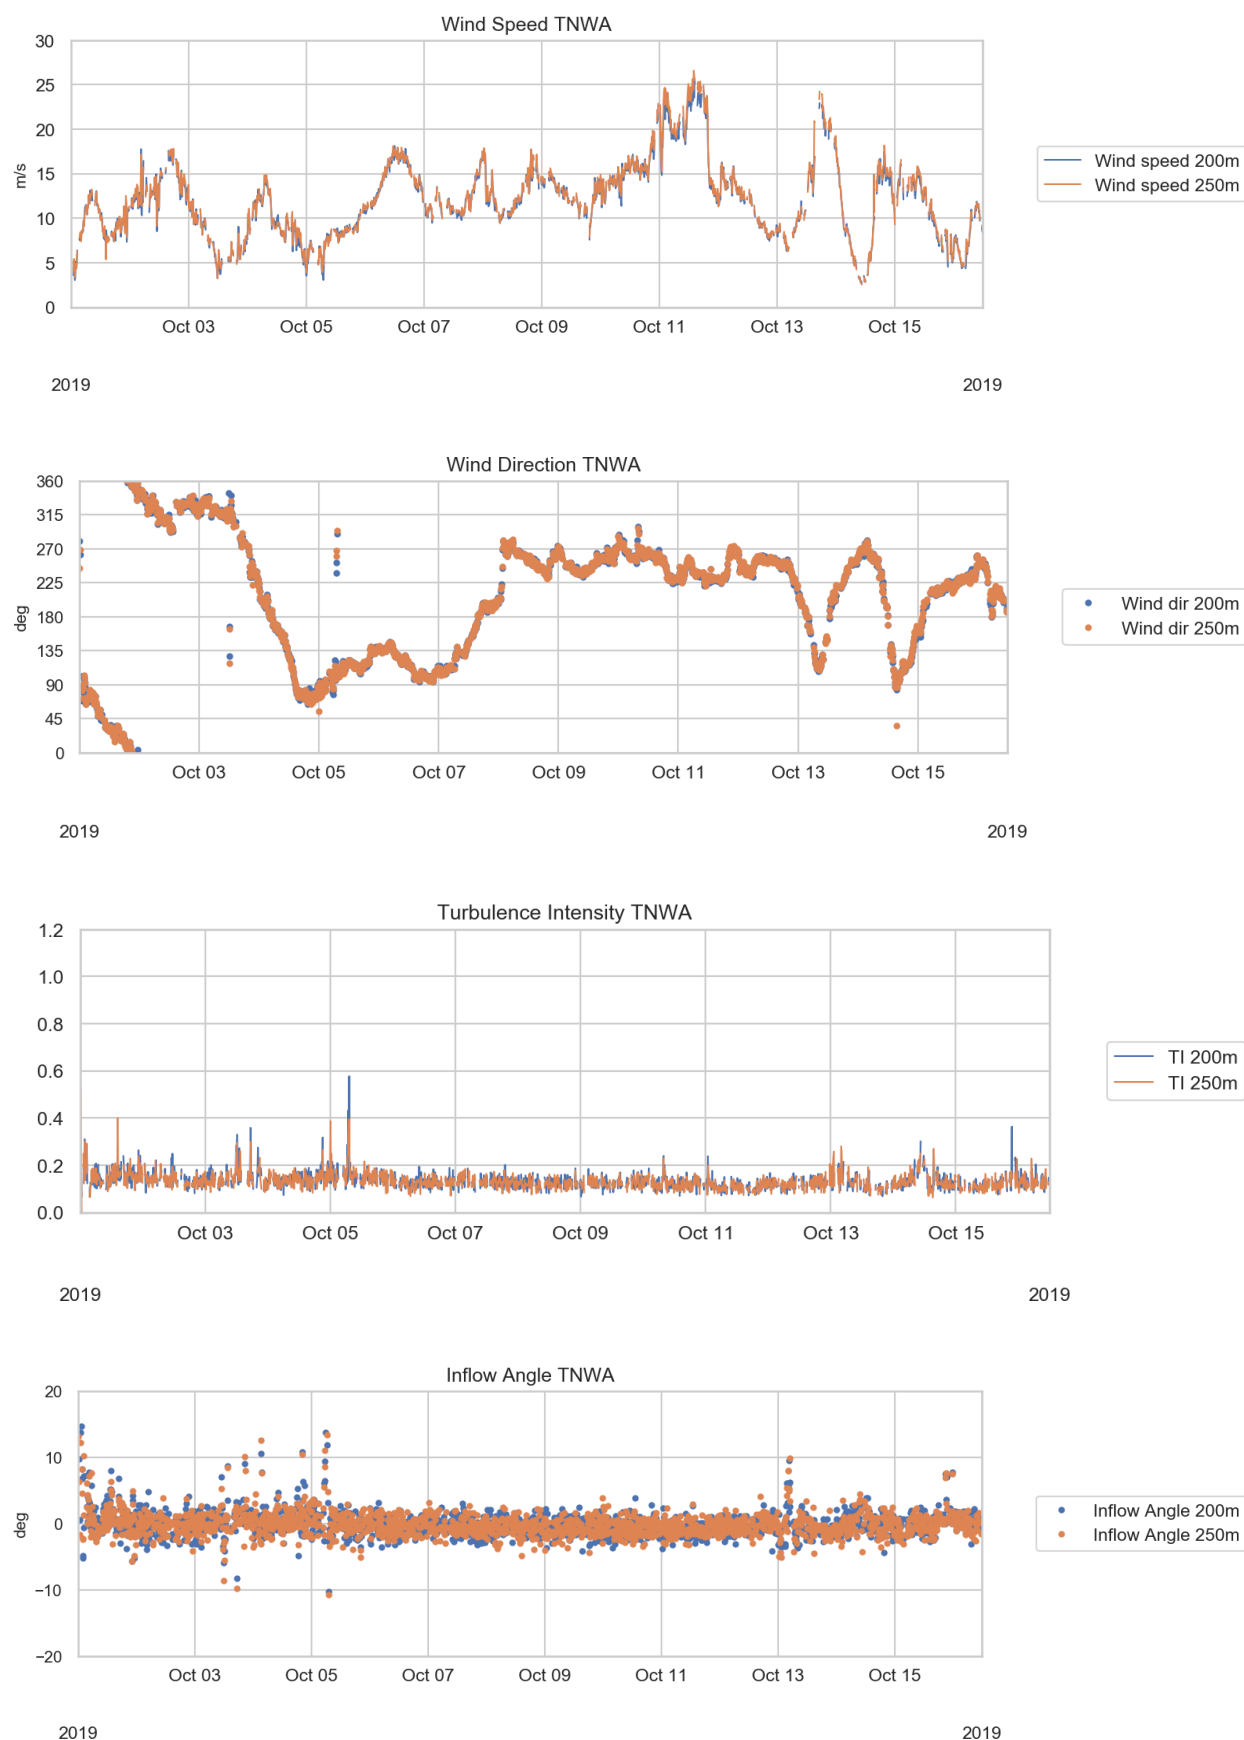 Wind Speed TNWA
30
25
20
15
10
5
0
m/s
Oct 03 Oct 05 Oct 07 Oct 09 Oct 11 Oct 13 Oct 15
2019 2019
Wind speed 200m
Wind speed 250m
Wind Direction TNWA
360
315
270
225
180
135
90
45
0
deg
Oct 03 Oct 05 Oct 07 Oct 09 Oct 11 Oct 13 Oct 15
2019 2019
Wind dir 200m
Wind dir 250m
Turbulence Intensity TNWA
1.2
1.0
0.8
0.6
0.4
0.2
0.0
Oct 03 Oct 05 Oct 07 Oct 09 Oct 11 Oct 13 Oct 15
2019 2019
TI 200m
TI 250m
Inflow Angle TNWA
20
10
0
−10
−20
deg
Oct 03 Oct 05 Oct 07 Oct 09 Oct 11 Oct 13 Oct 15
2019 2019
Inflow Angle 200m
Inflow Angle 250m